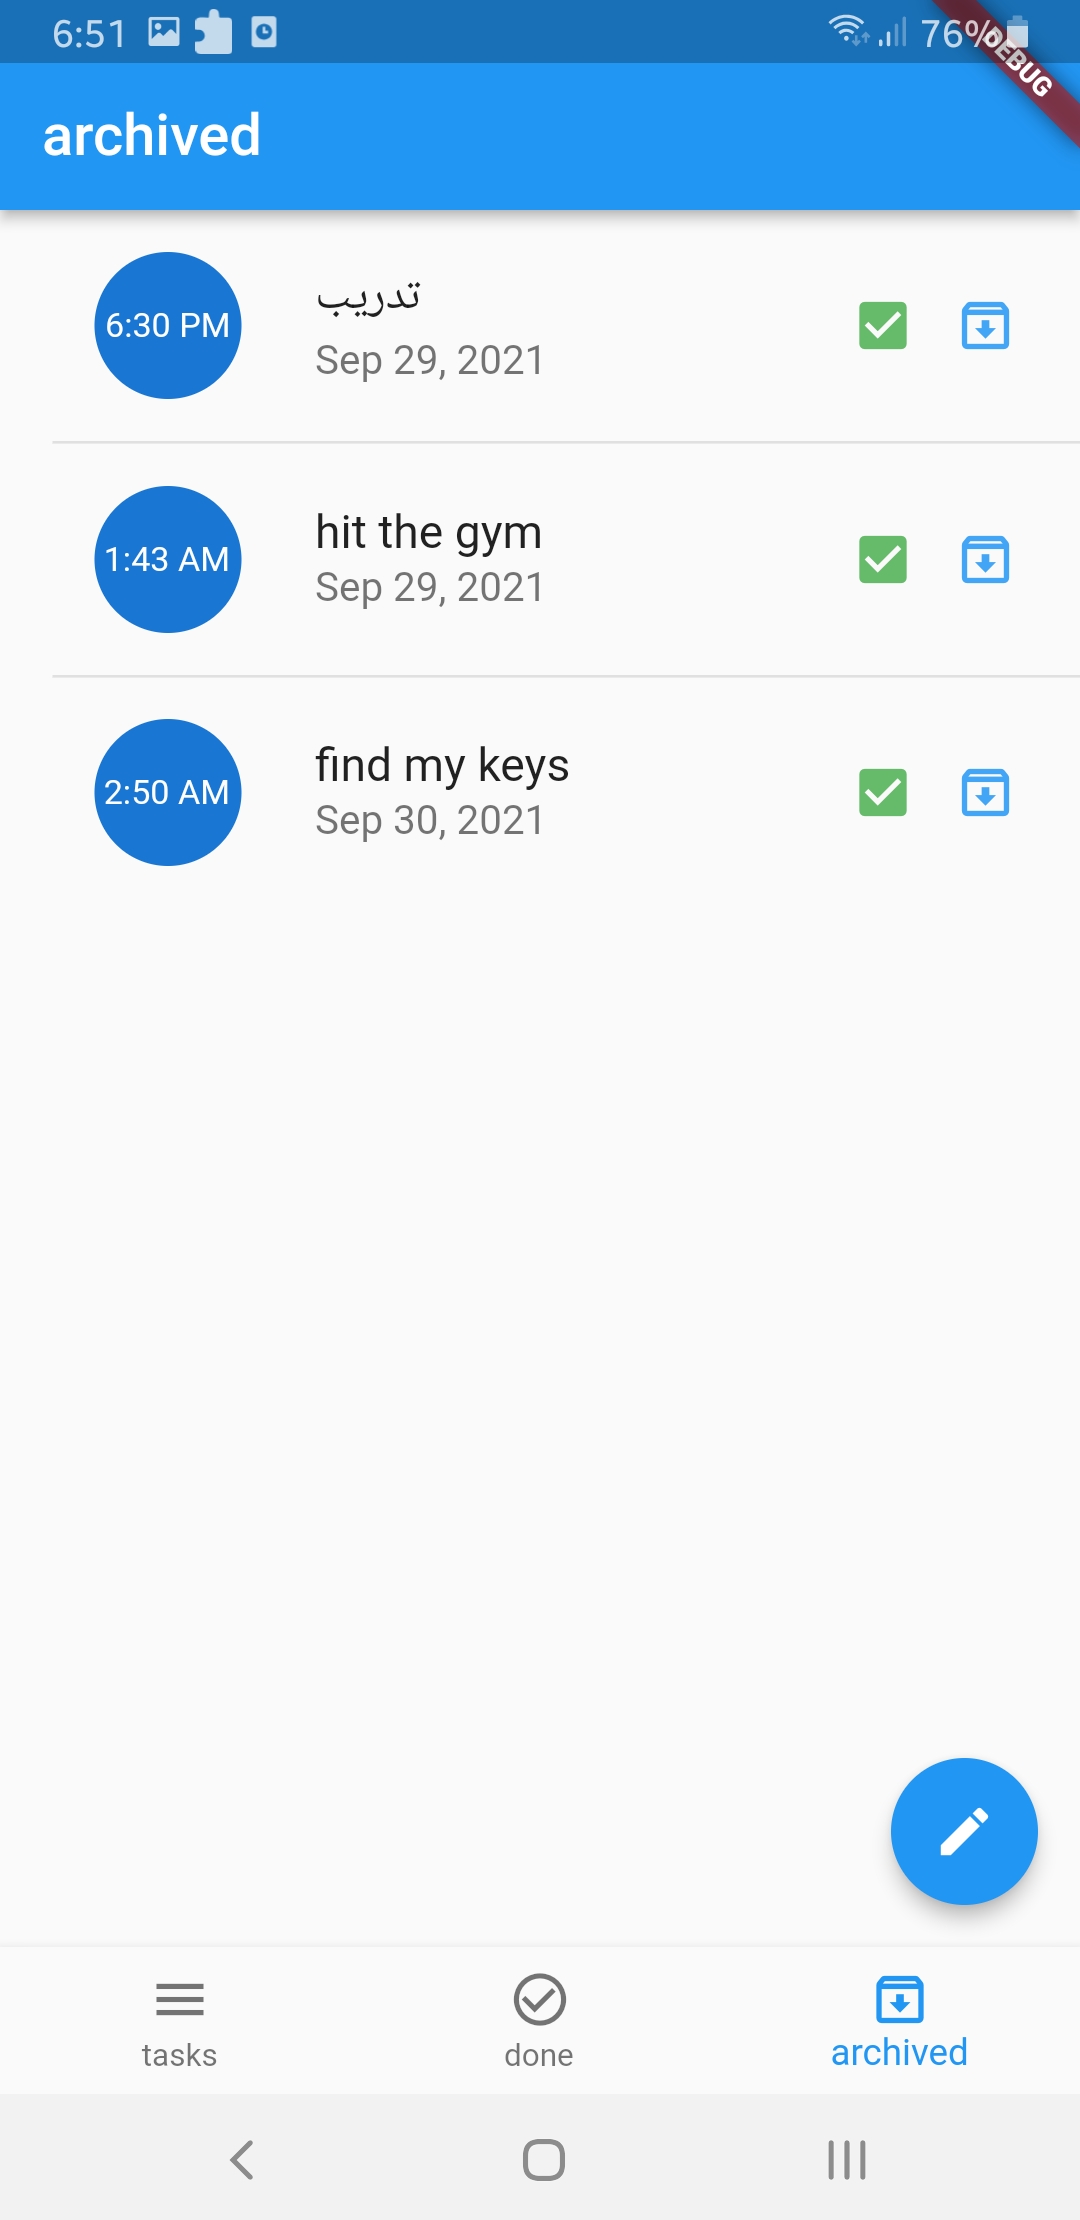 6:51
76%
DEBUG
archived
6:30 PM
تدريب
Sep 29, 2021
1:43 AM
hit the gym
Sep 29, 2021
2:50 AM
find my keys
Sep 30, 2021
tasks
done
archived